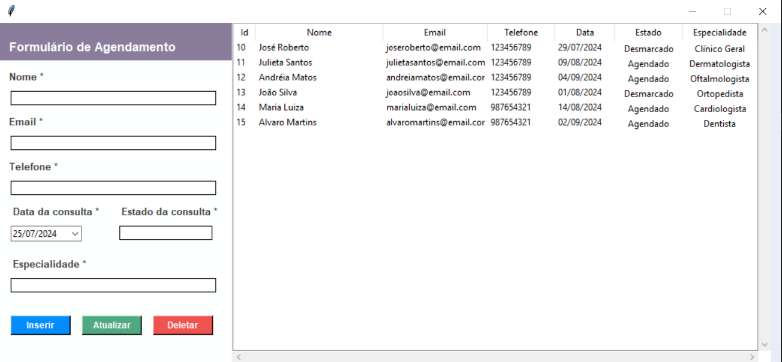 Formulário de Agendamento
Nome *
Email *
Telefone *
Data da consulta * Estado da consulta *
25/07/2024
Especialidade *
Inserir Atualizar Deletar
Id Nome Email Telefone Data Estado Especialidade
10 José Roberto joseroberto@email.com 123456789 29/07/2024 Desmarcado Clínico Geral
11 Julieta Santos julietasantos@email.com 123456789 09/08/2024 Agendado Dermatologista
12 Andréia Matos andreiamatos@email.cor 123456789 04/09/2024 Agendado Oftalmologista
13 João Silva joaosilva@email.com 123456789 01/08/2024 Desmarcado Ortopedista
14 Maria Luiza marialuiza@email.com 987654321 14/08/2024 Agendado Cardiologista
15 Alvaro Martins alvaromartins@email.cor 987654321 02/09/2024 Agendado Dentista